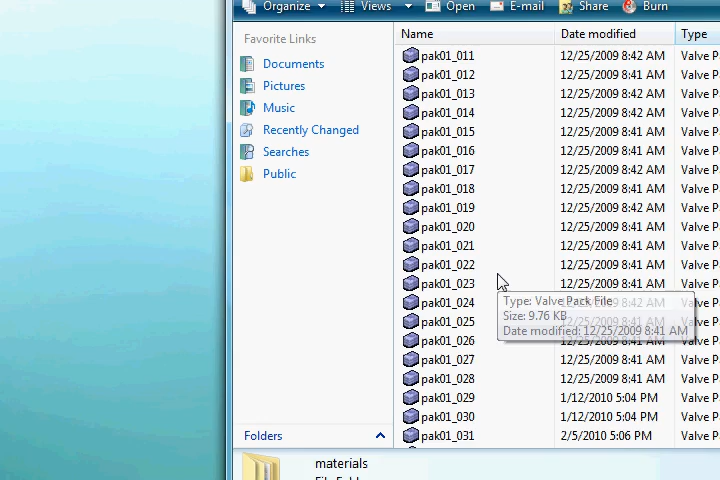 Organize Views Open E-mail Share Burn
Favorite Links
Documents
Pictures
Music
Recently Changed
Searches
Public
Folders
Name Date modified Type
pak01_011 12/25/2009 8:42 AM Valve P
pak01_012 12/25/2009 8:41 AM Valve P
pak01_013 12/25/2009 8:42 AM Valve P
pak01_014 12/25/2009 8:42 AM Valve P
pak01_015 12/25/2009 8:41 AM Valve P
pak01_016 12/25/2009 8:41 AM Valve P
pak01_017 12/25/2009 8:42 AM Valve P
pak01_018 12/25/2009 8:41 AM Valve P
pak01_019 12/25/2009 8:42 AM Valve P
pak01_020 12/25/2009 8:41 AM Valve P
pak01_021 12/25/2009 8:41 AM Valve P
pak01_022 12/25/2009 8:41 AM Valve P
pak01_023 12/25/2009 8:41 AM Valve P
pak01_024 12/25/2009 8:42 AM Valve P
pak01_025 12/25/2009 8:41 AM Valve P
pak01_026 12/25/2009 8:41 AM Valve P
pak01_027 12/25/2009 8:41 AM Valve P
pak01_028 12/25/2009 8:41 AM Valve P
pak01_029 1/12/2010 5:04 PM Valve P
pak01_030 1/12/2010 5:04 PM Valve P
pak01_031 2/5/2010 5:06 PM Valve P
Type: Valve Pack File
Size: 9.76 KB
Date modified: 12/25/2009 8:41 AM
materials